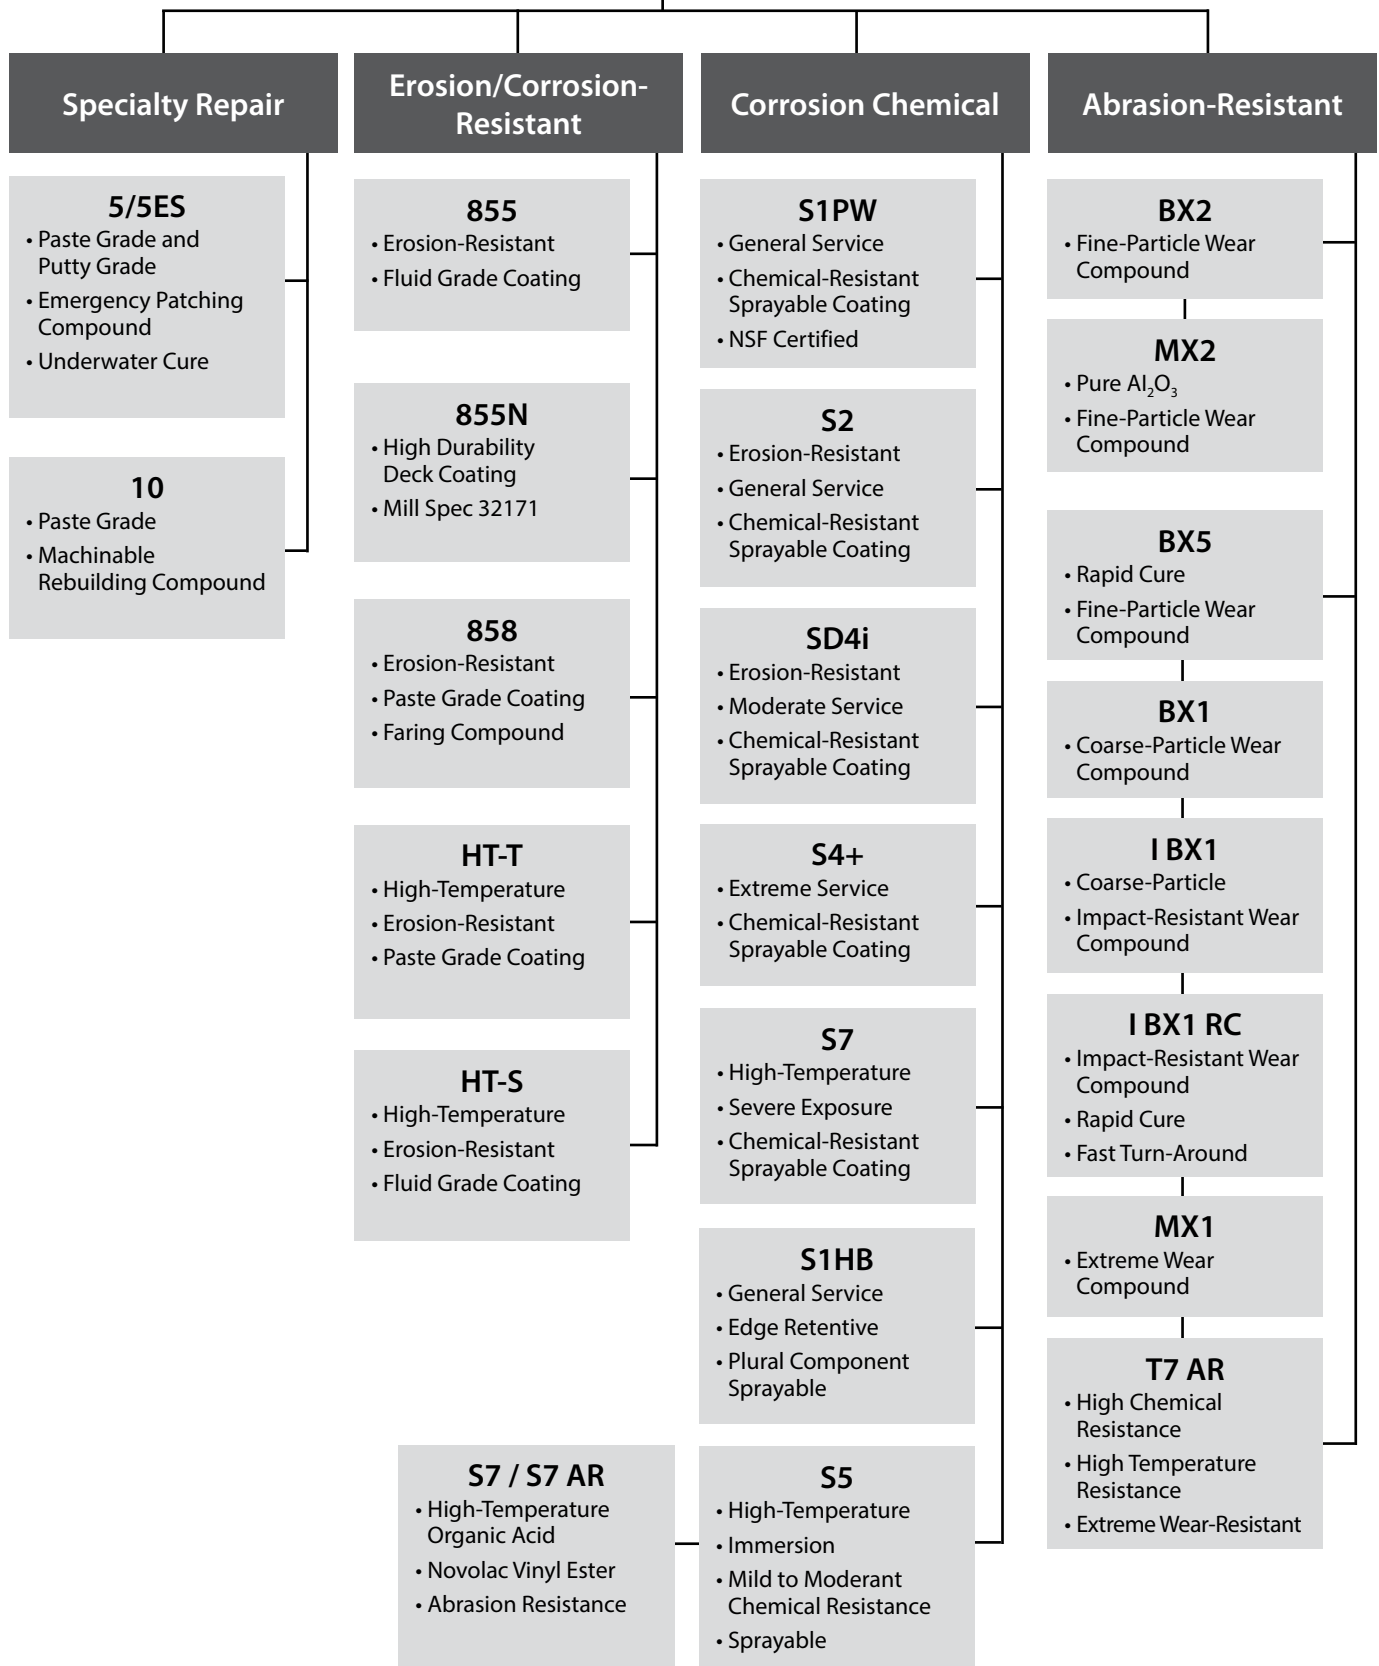 Specialty Repair
5/5ES
• Paste Grade and
Putty Grade
• Emergency Patching
Compound
• Underwater Cure
10
• Paste Grade
• Machinable
Rebuilding Compound
Erosion/Corrosion-
Resistant
855
• Erosion-Resistant
• Fluid Grade Coating
855N
• High Durability
Deck Coating
• Mill Spec 32171
858
• Erosion-Resistant
• Paste Grade Coating
• Faring Compound
HT-T
• High-Temperature
• Erosion-Resistant
• Paste Grade Coating
HT-S
• High-Temperature
• Erosion-Resistant
• Fluid Grade Coating
Corrosion Chemical
S1PW
• General Service
• Chemical-Resistant
Sprayable Coating
• NSF Certified
S2
• Erosion-Resistant
• General Service
• Chemical-Resistant
Sprayable Coating
SD4i
• Erosion-Resistant
• Moderate Service
• Chemical-Resistant
Sprayable Coating
S4+
• Extreme Service
• Chemical-Resistant
Sprayable Coating
S7
• High-Temperature
• Severe Exposure
• Chemical-Resistant
Sprayable Coating
S1HB
• General Service
• Edge Retentive
• Plural Component
Sprayable
S5
• High-Temperature
• Immersion
• Mild to Moderant
Chemical Resistance
• Sprayable
S7 / S7 AR
• High-Temperature
Organic Acid
• Novolac Vinyl Ester
• Abrasion Resistance
Abrasion-Resistant
BX2
• Fine-Particle Wear
Compound
MX2
• Pure Al₂O₃
• Fine-Particle Wear
Compound
BX5
• Rapid Cure
• Fine-Particle Wear
Compound
BX1
• Coarse-Particle Wear
Compound
I BX1
• Coarse-Particle
• Impact-Resistant Wear
Compound
I BX1 RC
• Impact-Resistant Wear
Compound
• Rapid Cure
• Fast Turn-Around
MX1
• Extreme Wear
Compound
T7 AR
• High Chemical
Resistance
• High Temperature
Resistance
• Extreme Wear-Resistant